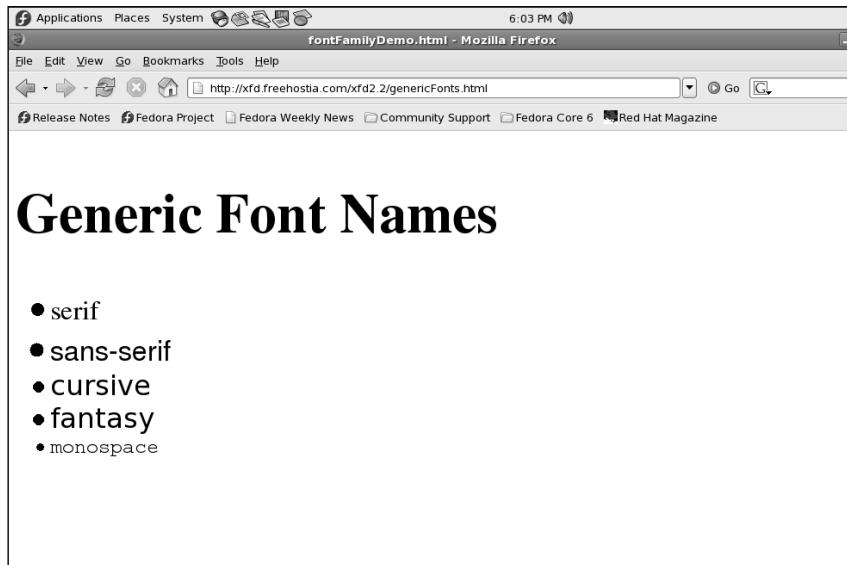 Applications Places System 6:03 PM
fontFamilyDemo.html - Mozilla Firefox
File Edit View Go Bookmarks Tools Help
http://xfd.freehostia.com/xfd2.2/genericFonts.html Go G
Release Notes Fedora Project Fedora Weekly News Community Support Fedora Core 6 Red Hat Magazine
Generic Font Names
serif
sans-serif
cursive
fantasy
monospace